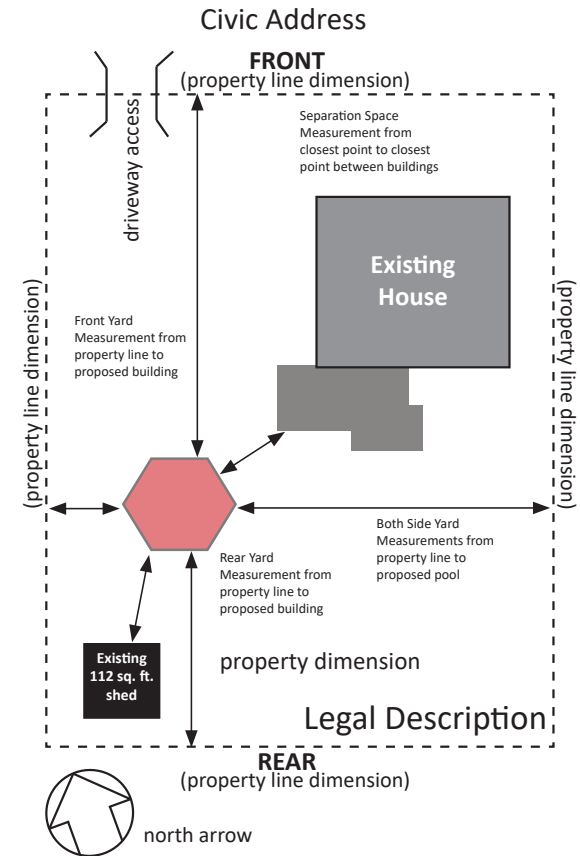 Civic Address
FRONT
(property line dimension)
driveway access
Separation Space
Measurement from
closest point to closest
point between buildings
Existing
House
(property line dimension)
(property line dimension)
Front Yard
Measurement from
property line to
proposed building
Both Side Yard
Measurements from
property line to
proposed pool
Rear Yard
Measurement from
property line to
proposed building
Existing
112 sq. ft.
shed
property dimension
Legal Description
REAR
(property line dimension)
north arrow